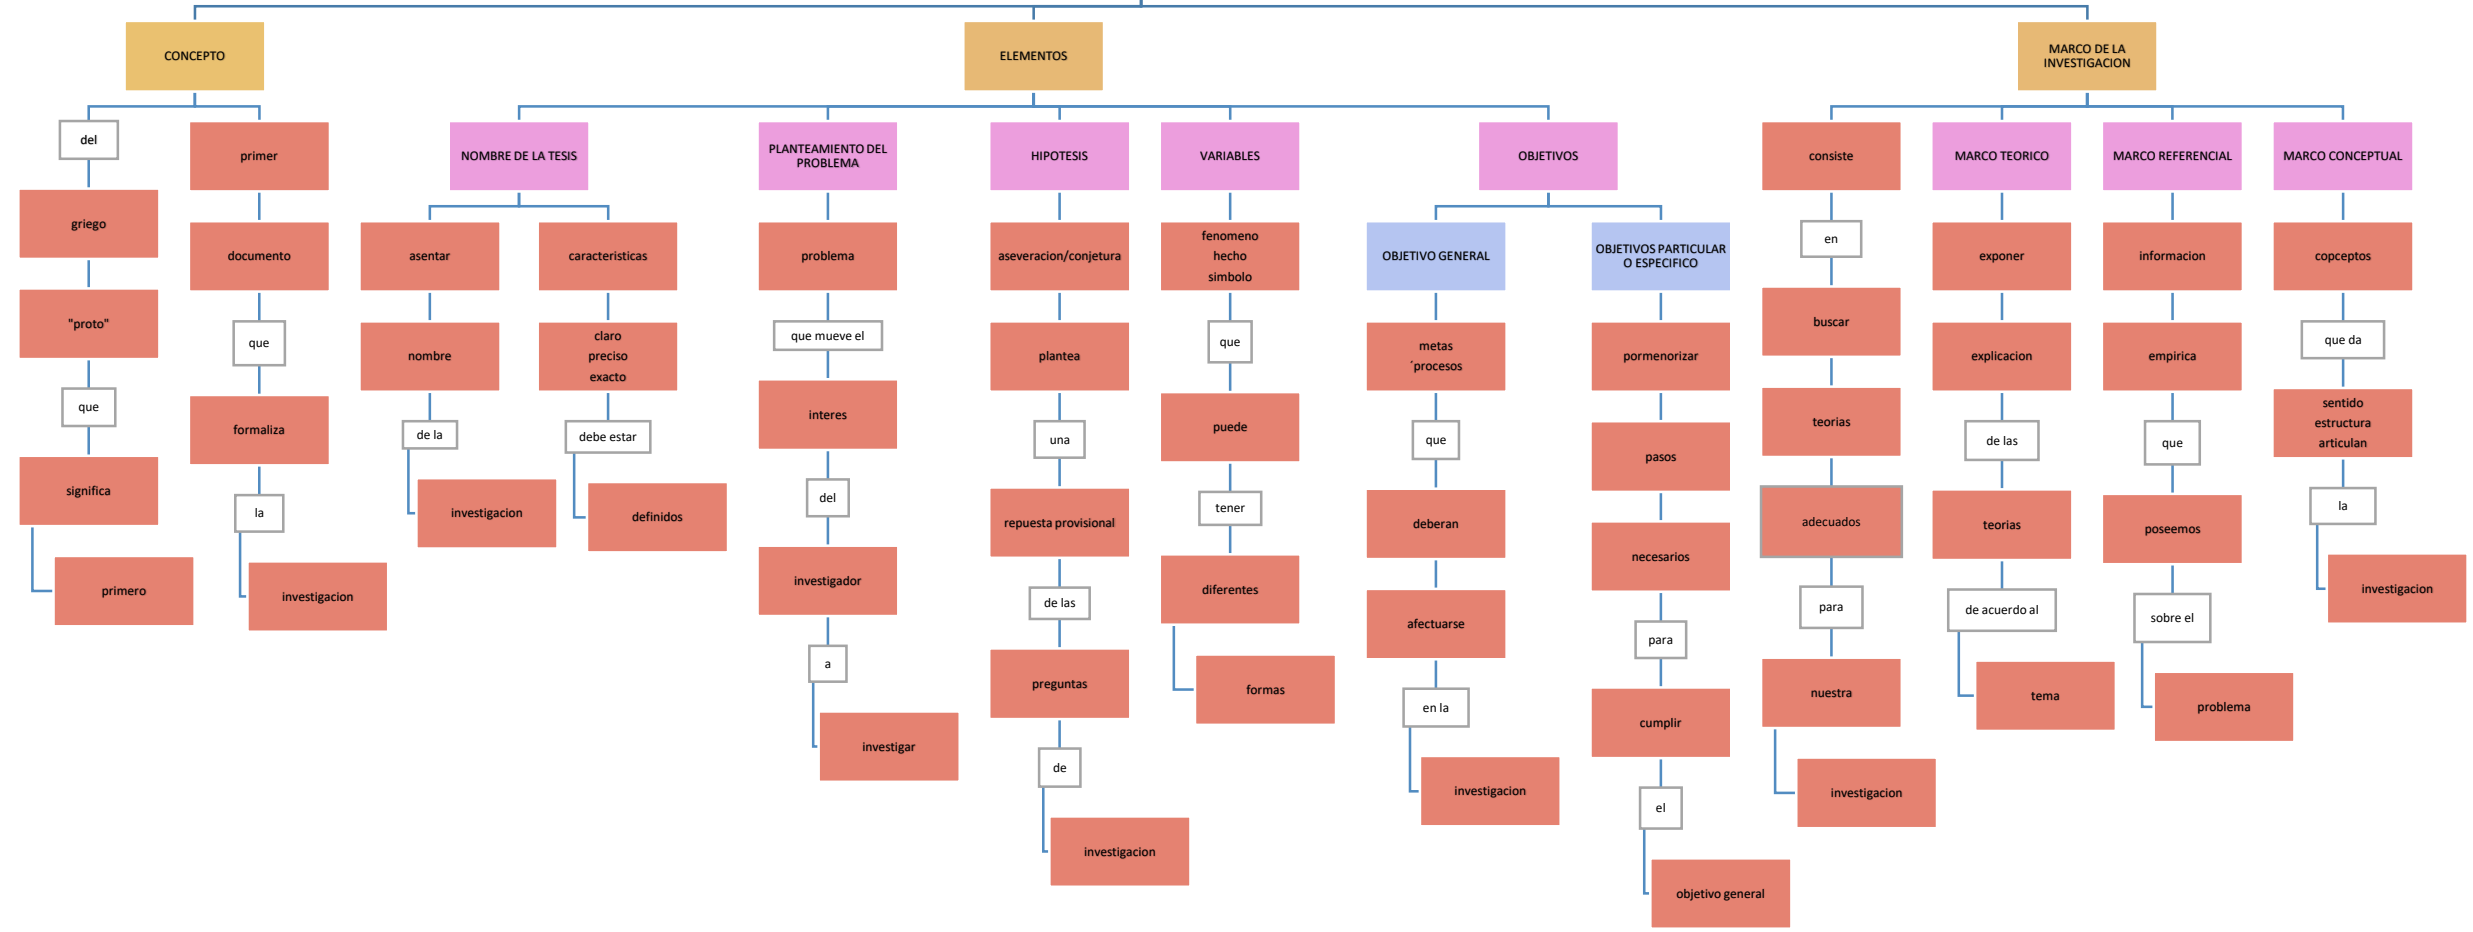 CONCEPTO
del
griego
"proto"
que
significa
primero
primer
documento
que
formaliza
la
investigacion
ELEMENTOS
NOMBRE DE LA TESIS
asentar
nombre
de la
investigacion
caracteristicas
claro
preciso
exacto
debe estar
definidos
PLANTEAMIENTO DEL
PROBLEMA
problema
que mueve el
interes
del
investigador
a
investigar
HIPOTESIS
aseveracion/conjetura
plantea
una
repuesta provisional
de las
preguntas
de
investigacion
VARIABLES
fenomeno
hecho
simbolo
que
puede
tener
diferentes
formas
OBJETIVOS
OBJETIVO GENERAL
metas
´procesos
que
deberan
afectuarse
en la
investigacion
OBJETIVOS PARTICULAR
O ESPECIFICO
pormenorizar
pasos
necesarios
para
cumplir
el
objetivo general
MARCO DE LA
INVESTIGACION
consiste
en
buscar
teorias
adecuados
para
nuestra
investigacion
MARCO TEORICO
exponer
explicacion
de las
teorias
de acuerdo al
tema
MARCO REFERENCIAL
informacion
empirica
que
poseemos
sobre el
problema
MARCO CONCEPTUAL
copceptos
que da
sentido
estructura
articulan
la
investigacion